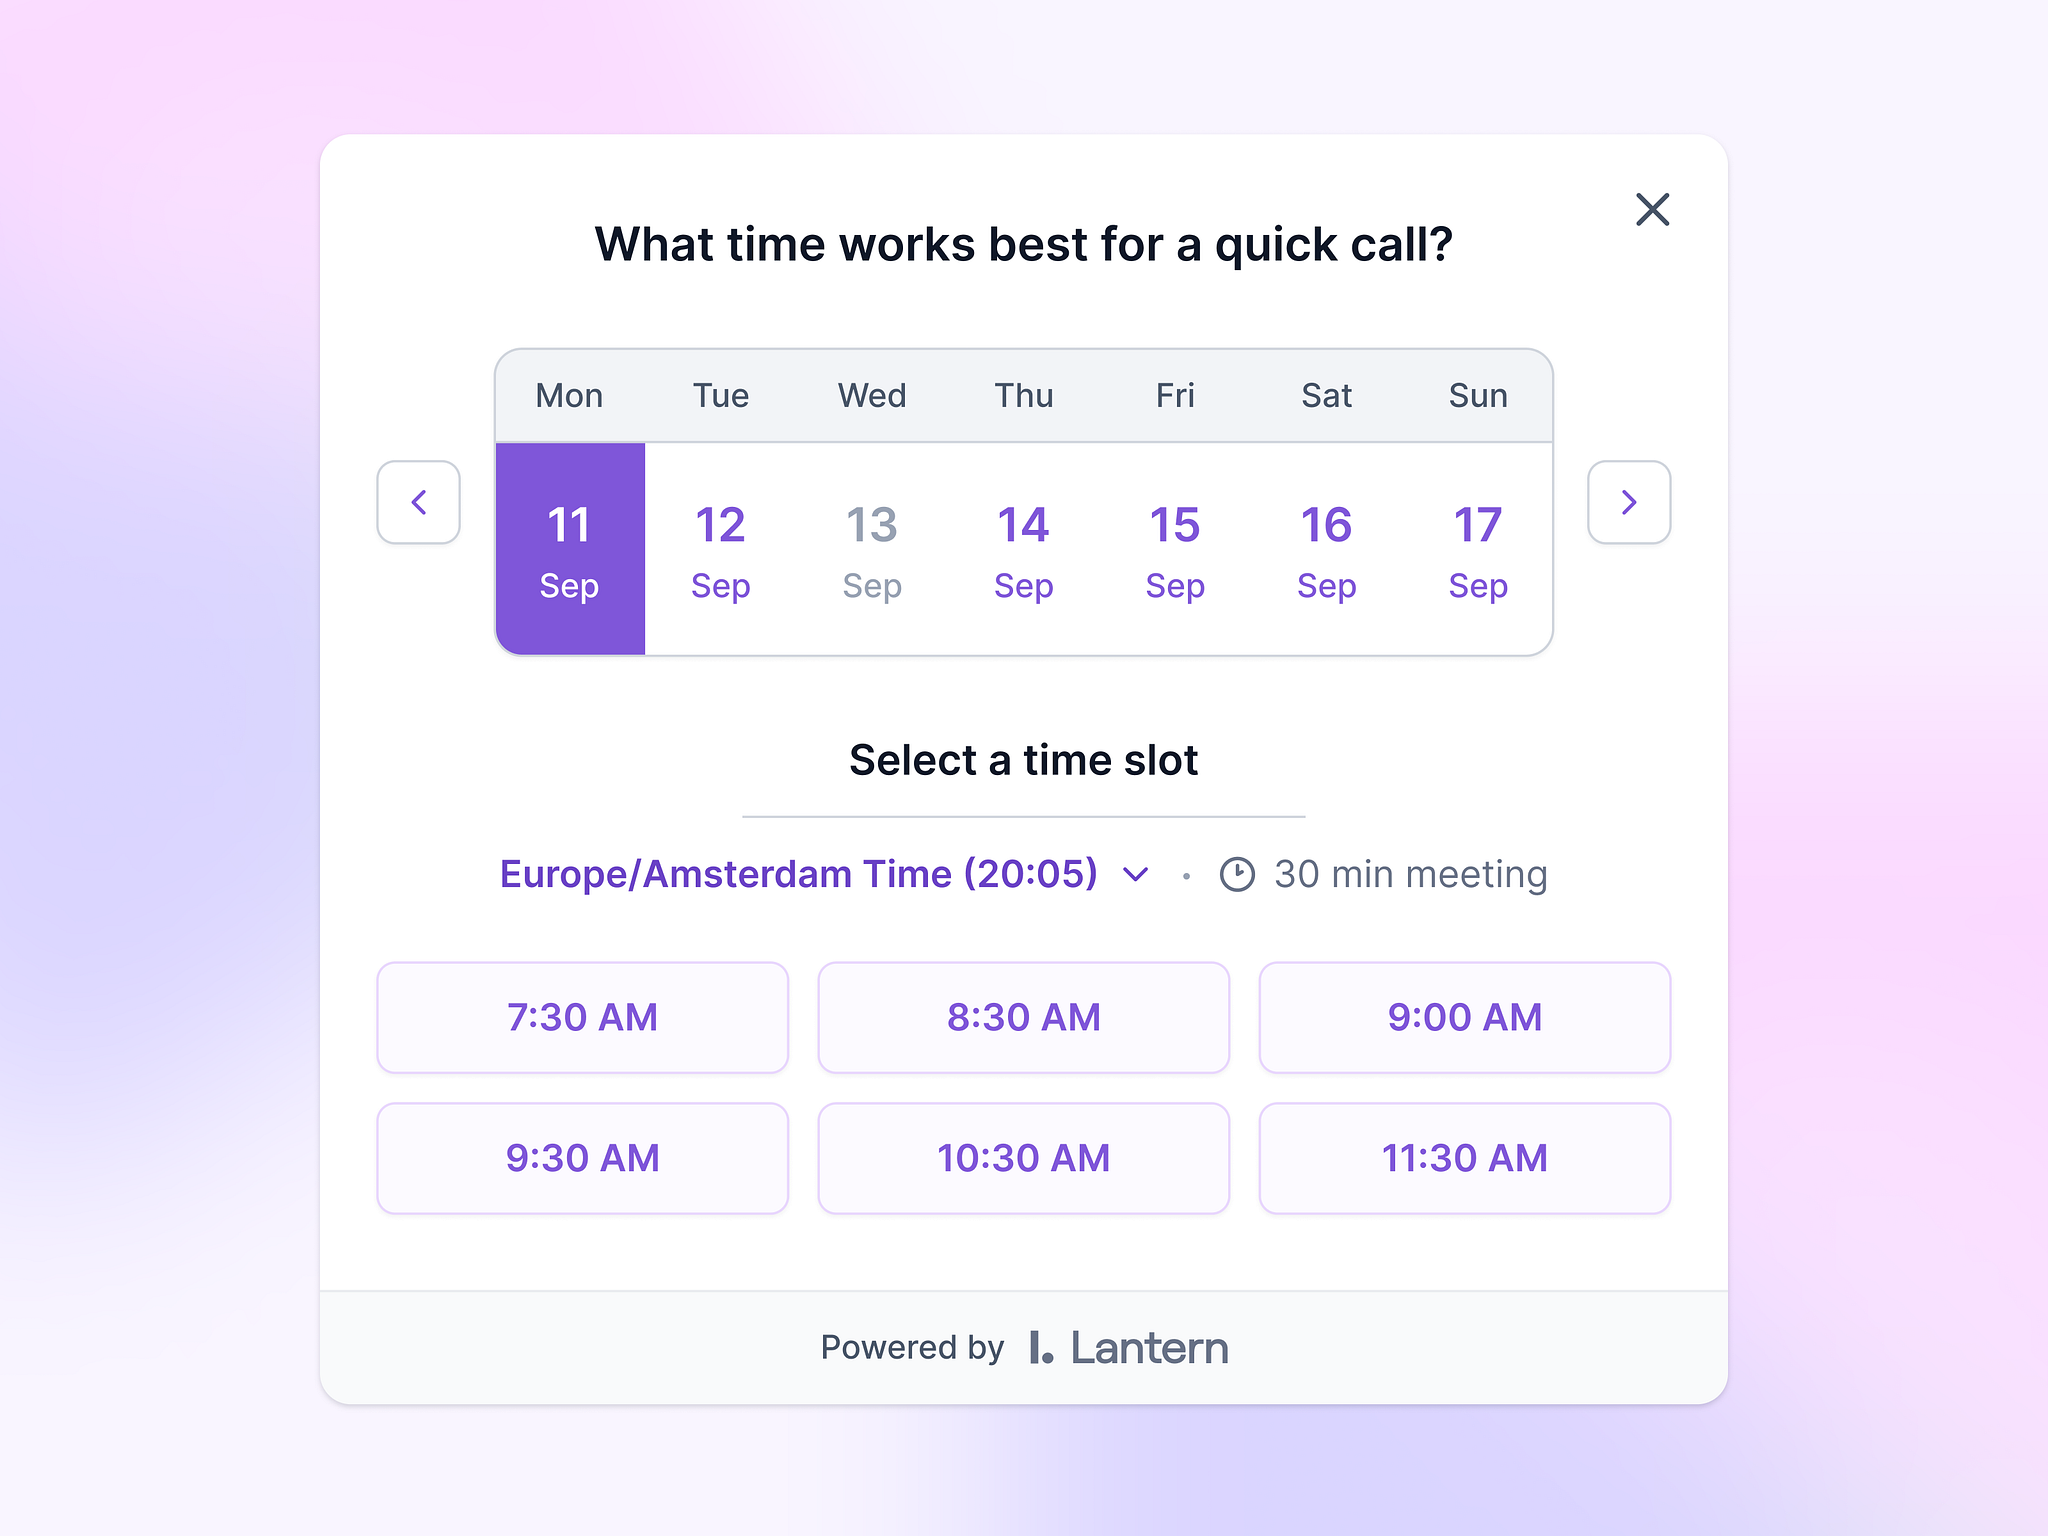 What time works best for a quick call?
Mon Tue Wed Thu Fri Sat Sun
11 12 13 14 15 16 17
Sep Sep Sep Sep Sep Sep Sep
Select a time slot
Europe/Amsterdam Time (20:05) • 30 min meeting
7:30 AM 8:30 AM 9:00 AM
9:30 AM 10:30 AM 11:30 AM
Powered by l. Lantern